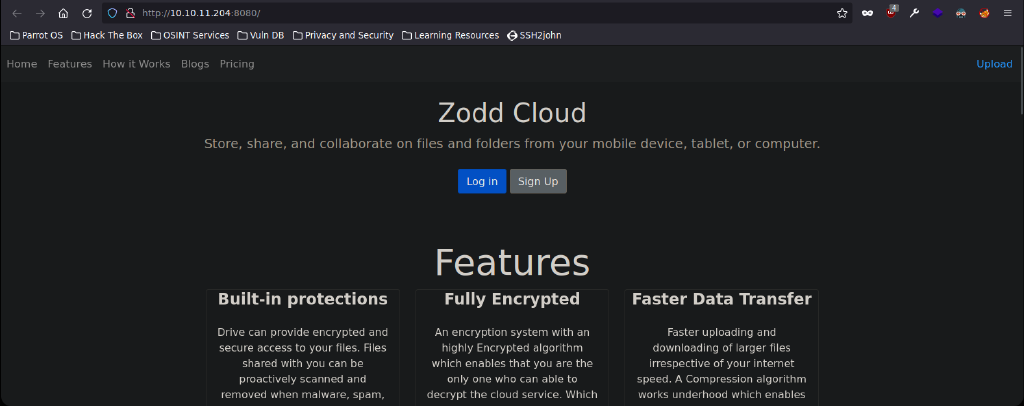 http://10.10.11.204:8080/
4
Parrot OS Hack The Box OSINT Services Vuln DB Privacy and Security Learning Resources SSH2john
Home Features How it Works Blogs Pricing Upload
Zodd Cloud
Store, share, and collaborate on files and folders from your mobile device, tablet, or computer.
Log in Sign Up
Features
Built-in protections
Drive can provide encrypted and
secure access to your files. Files
shared with you can be
proactively scanned and
removed when malware, spam,
Fully Encrypted
An encryption system with an
highly Encrypted algorithm
which enables that you are the
only one who can able to
decrypt the cloud service. Which
Faster Data Transfer
Faster uploading and
downloading of larger files
irrespective of your internet
speed. A Compression algorithm
works underhood which enables